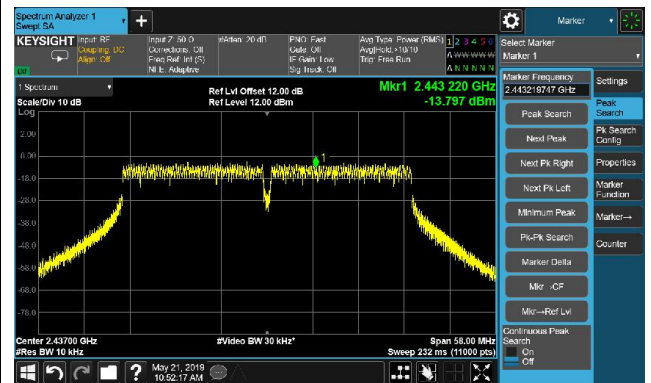 Spectrum Analyzer 1
Swept SA
Marker
KEYSIGHT
Input: RF
Coupling: DC
Align: Off
Input Z: 50 Ω
Corrections: Off
Freq Ref: Int (S)
NFE: Adaptive
#Atten: 20 dB
PNO: Fast
Gate: Off
IF Gain: Low
Sig Track: Off
Avg Type: Power (RMS)
Avg|Hold:>10/10
Trig: Free Run
1 2 3 4 5 6
A W W W W W
A N N N N N
Select Marker
Marker 1
1 Spectrum
Scale/Div 10 dB
Log
Ref Lvl Offset 12.00 dB
Ref Level 12.00 dBm
Mkr1 2.443 220 GHz
-13.797 dBm
1
2.00
-18.0
-28.0
-38.0
-48.0
-58.0
-68.0
-78.0
Center 2.43700 GHz
#Res BW 10 kHz
#Video BW 30 kHz*
Span 58.00 MHz
Sweep 232 ms (11000 pts)
May 21, 2019
10:52:17 AM
Marker Frequency
2.443219747 GHz
Peak Search
Next Peak
Next Pk Right
Next Pk Left
Minimum Peak
Pk-Pk Search
Marker Delta
Mkr→CF
Mkr→Ref Lvl
Continuous Peak
Search
On
Off
Settings
Peak
Search
Pk Search
Config
Properties
Marker
Function
Marker→
Counter